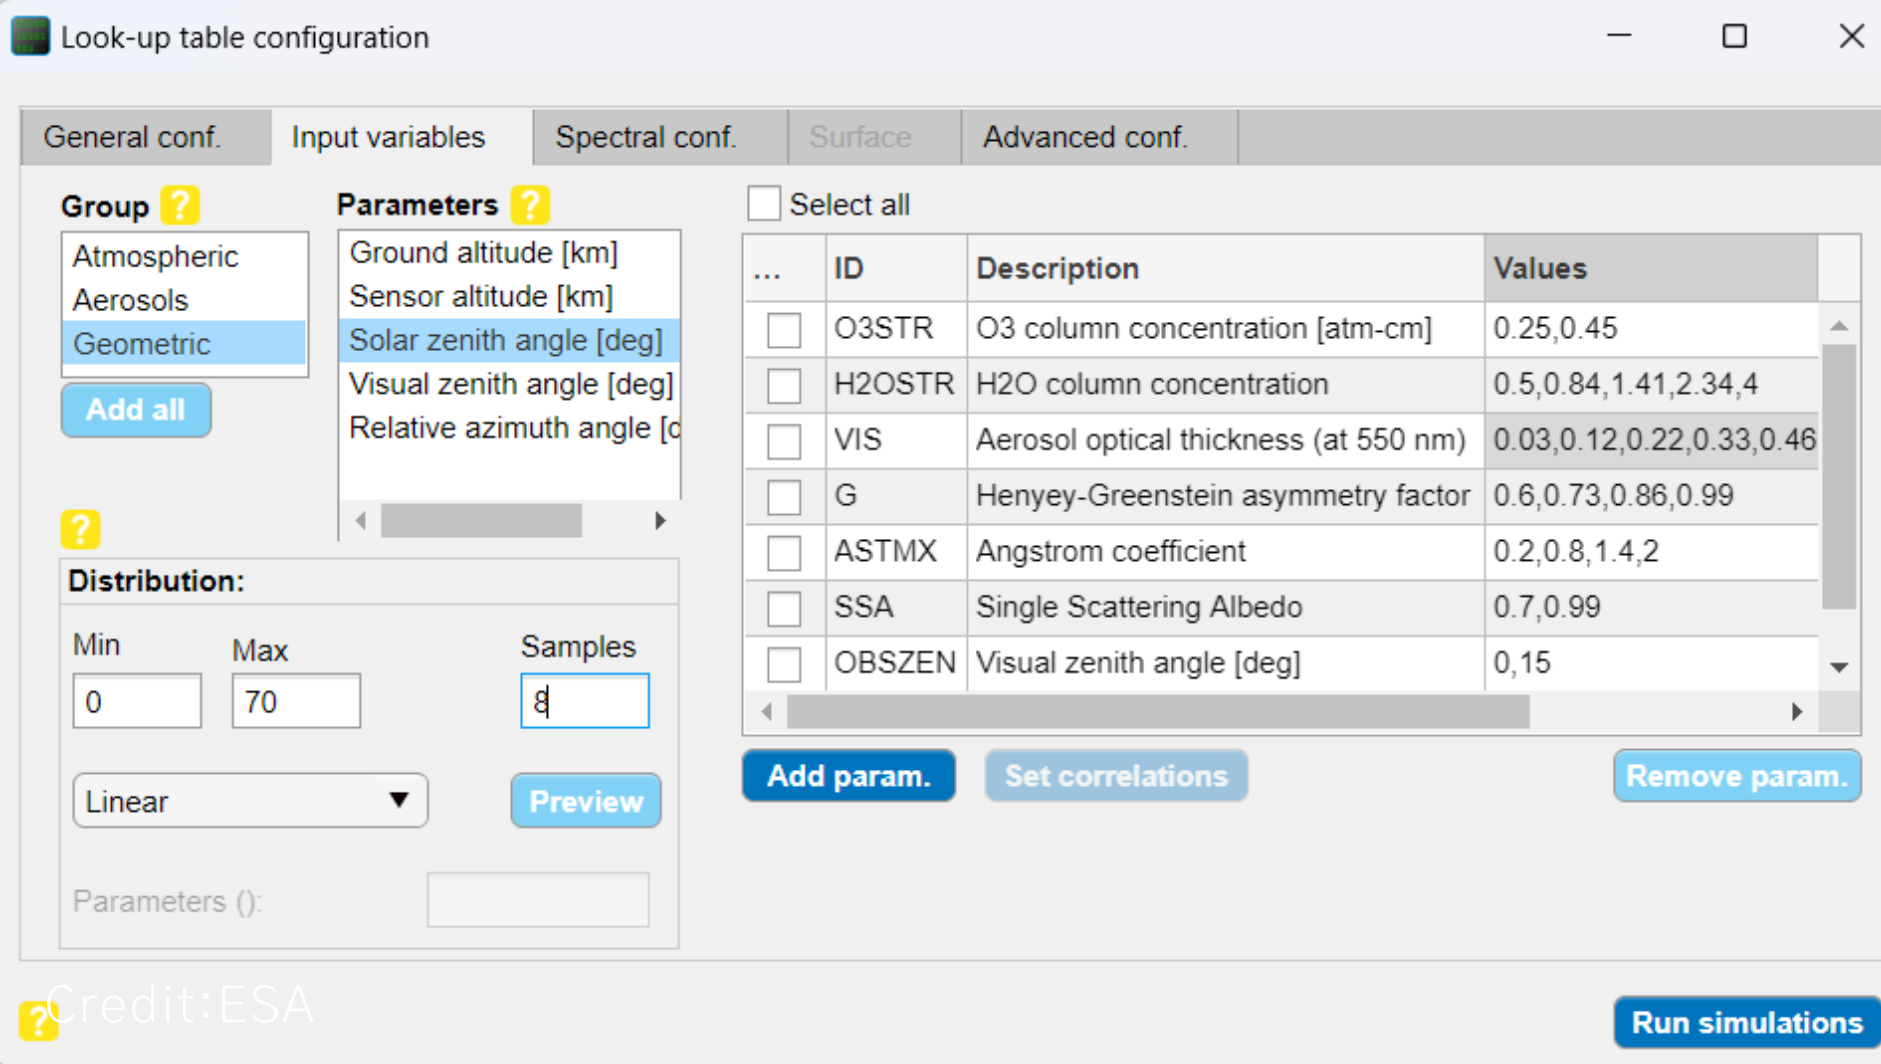 Look-up table configuration
General conf. Input variables Spectral conf. Surface Advanced conf.
Group ? Parameters ? Select all
Atmospheric
Aerosols
Geometric
Add all
Ground altitude [km]
Sensor altitude [km]
Solar zenith angle [deg]
Visual zenith angle [deg]
Relative azimuth angle [d
?
Distribution:
Min Max Samples
0 70 8
Linear Preview
Parameters ():
... ID Description Values
O3STR O3 column concentration [atm-cm] 0.25,0.45
H2OSTR H2O column concentration 0.5,0.84,1.41,2.34,4
VIS Aerosol optical thickness (at 550 nm) 0.03,0.12,0.22,0.33,0.46
G Henyey-Greenstein asymmetry factor 0.6,0.73,0.86,0.99
ASTMX Angstrom coefficient 0.2,0.8,1.4,2
SSA Single Scattering Albedo 0.7,0.99
OBSZEN Visual zenith angle [deg] 0,15
Add param. Set correlations Remove param.
? Credit:ESA
Run simulations